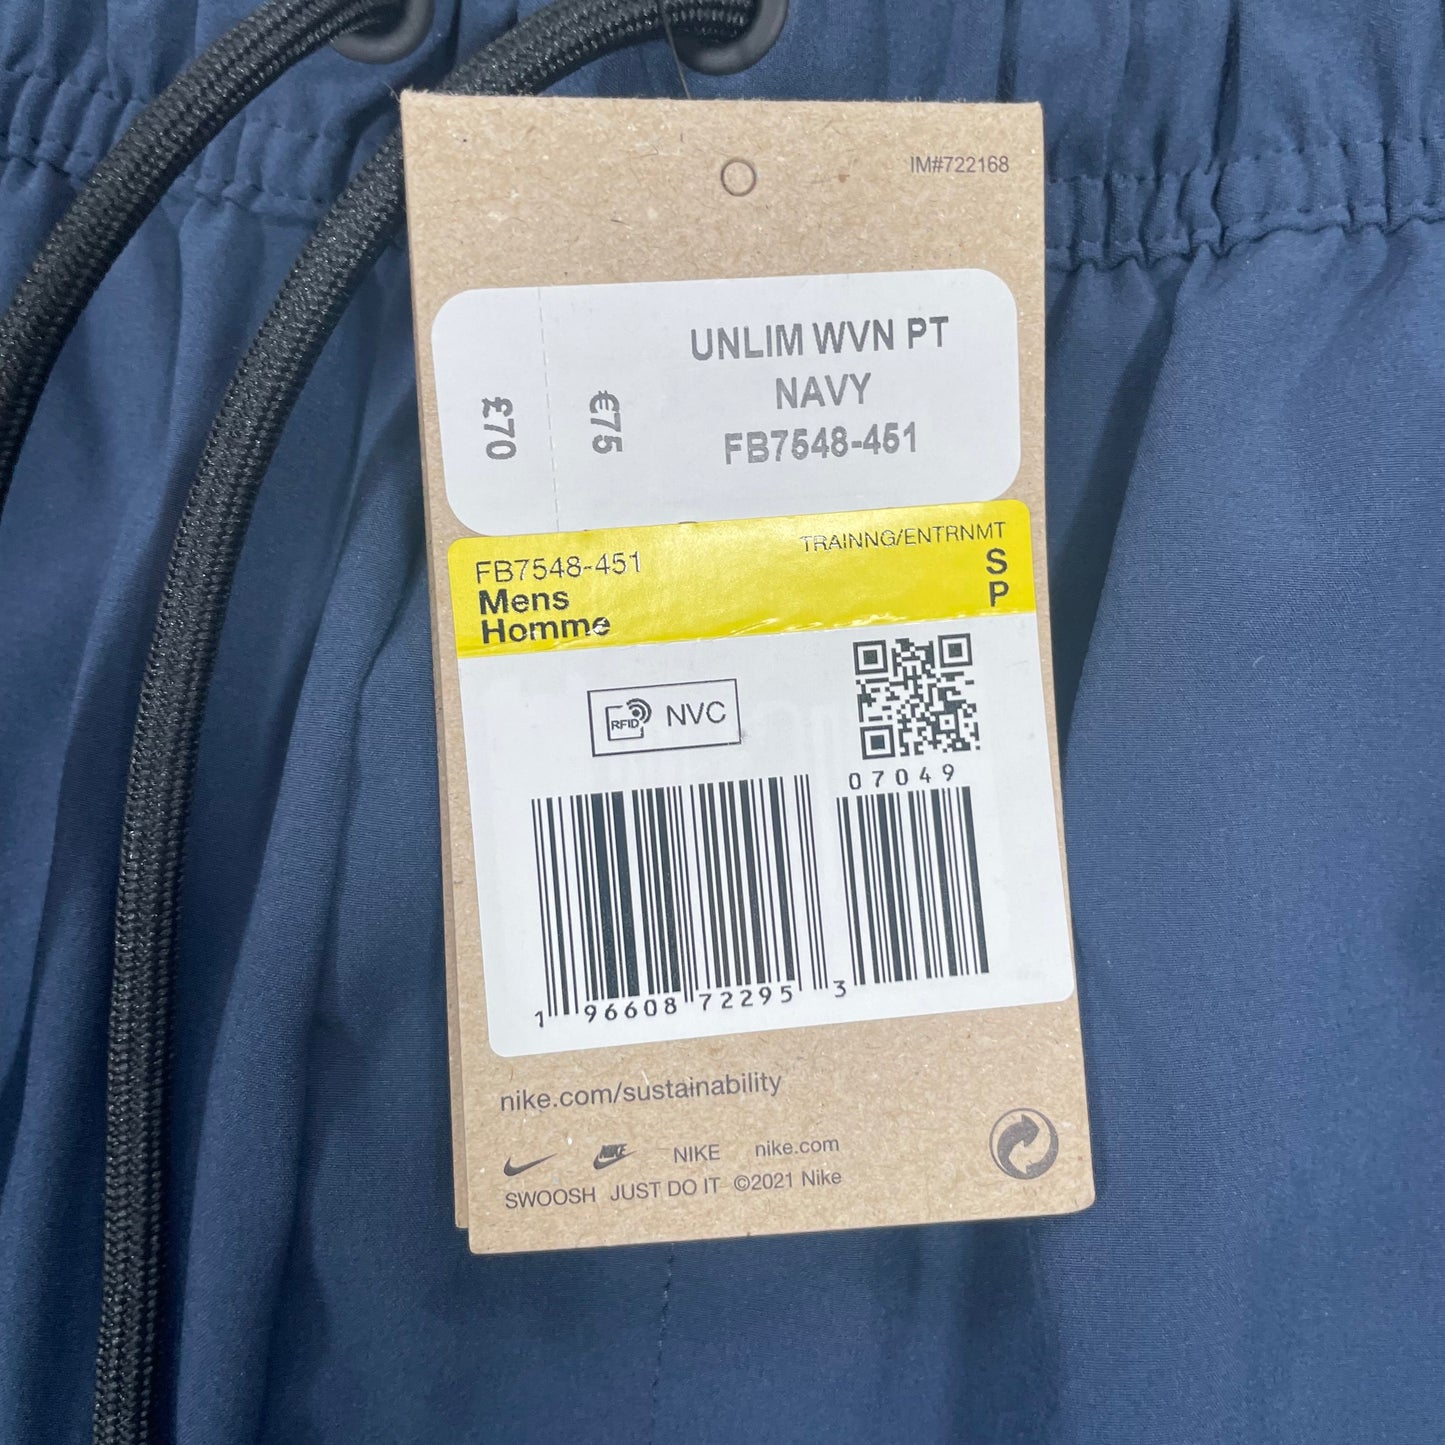 IM#722168
UNLIM WVN PT
NAVY
FB7548-451
£70
€75
TRAINNG/ENTRNMT
FB7548-451
S
Mens
P
Homme
RFID NVC
07049
1 96608 72295 3
nike.com/sustainability
NIKE NIKE nike.com
SWOOSH JUST DO IT ©2021 Nike